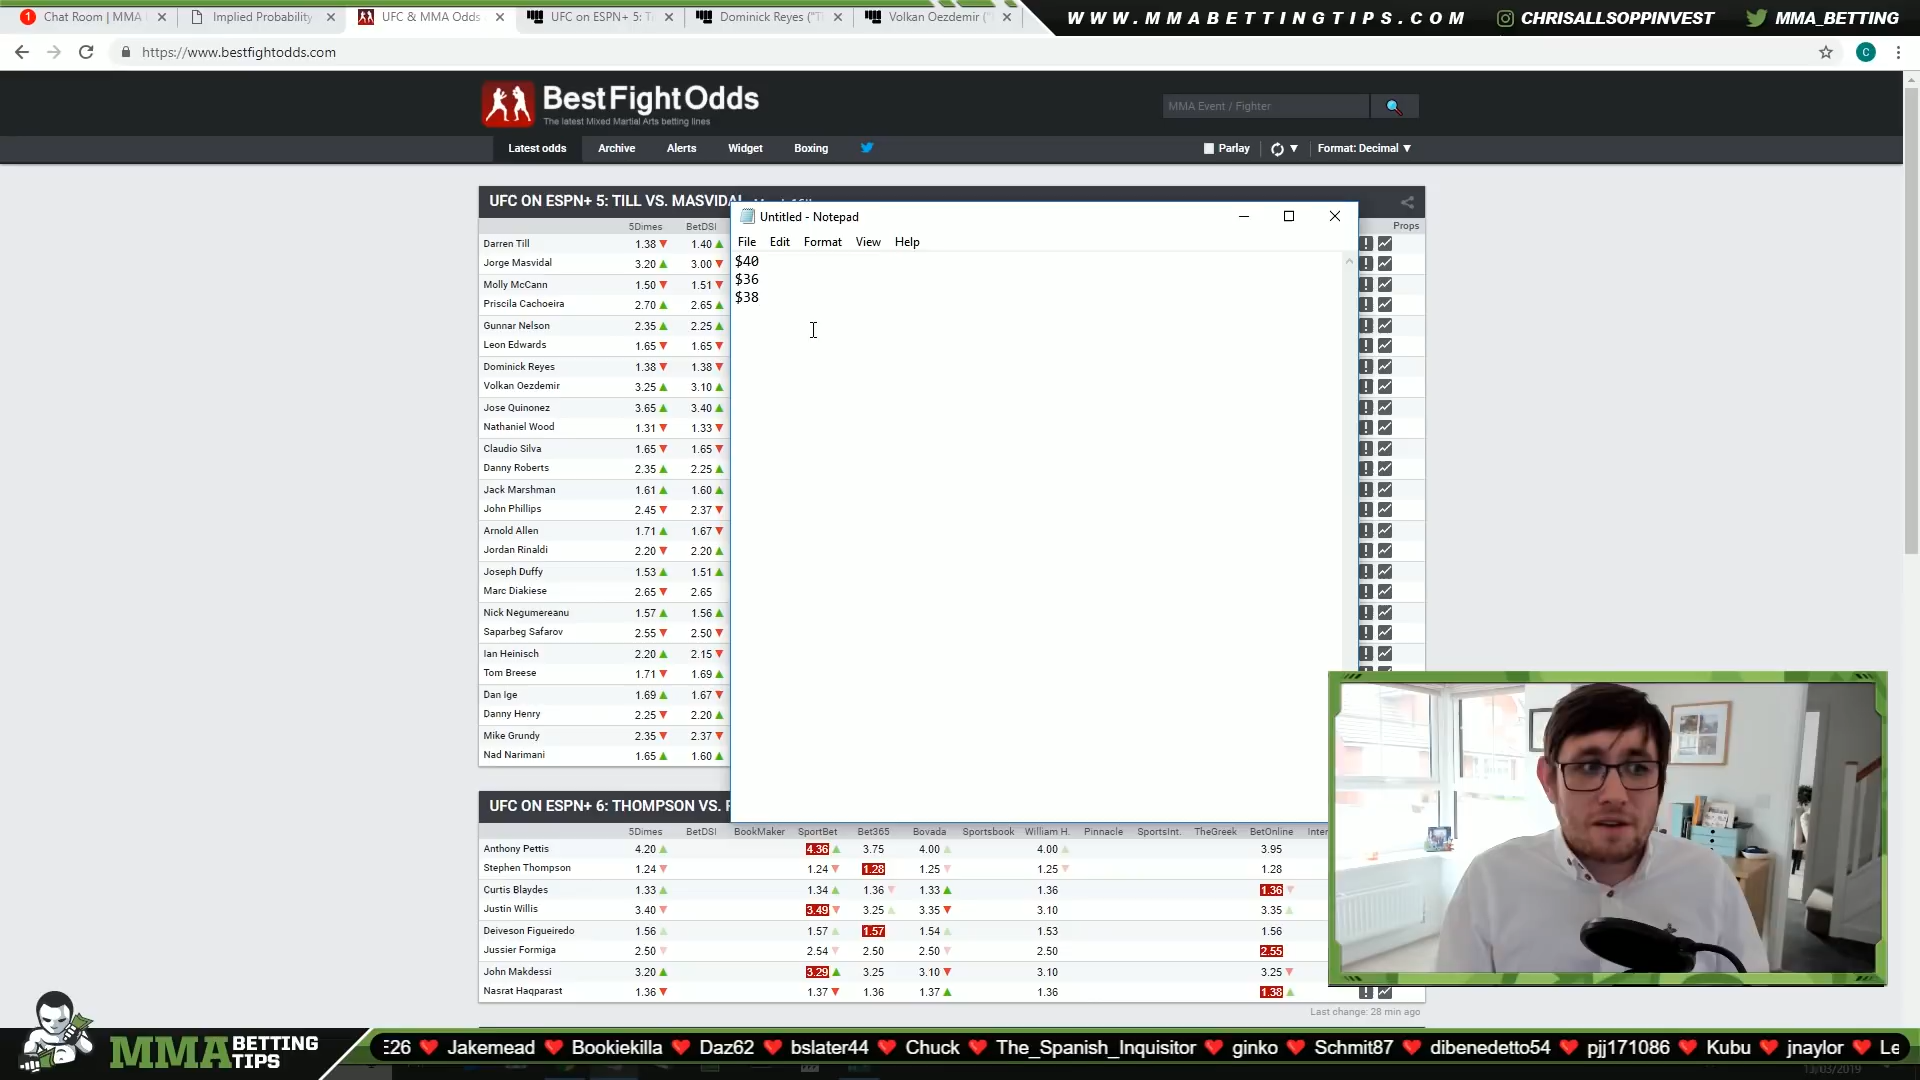 Chat Room | MMA
Implied Probability
UFC & MMA Odds
UFC on ESPN+ 5: T
Dominick Reyes ("T
Volkan Oezdemir ("
WWW.MMABETTINGTIPS.COM
CHRISALLSOPPINVEST
MMA_BETTING
https://www.bestfightodds.com
C
BestFightOdds
The latest Mixed Martial Arts betting lines
MMA Event / Fighter
Latest odds Archive Alerts Widget Boxing
Parlay Format: Decimal ▼
UFC ON ESPN+ 5: TILL VS. MASVIDAL
5Dimes BetDSI Props
Darren Till 1.38▼ 1.40▲
Jorge Masvidal 3.20▲ 3.00▼
Molly McCann 1.50▼ 1.51▼
Priscila Cachoeira 2.70▲ 2.65▲
Gunnar Nelson 2.35▲ 2.25▲
Leon Edwards 1.65▼ 1.65▼
Dominick Reyes 1.38▼ 1.38▼
Volkan Oezdemir 3.25▲ 3.10▲
Jose Quinonez 3.65▲ 3.40▲
Nathaniel Wood 1.31▼ 1.33▼
Claudio Silva 1.65▼ 1.65▼
Danny Roberts 2.35▲ 2.25▲
Jack Marshman 1.61▲ 1.60▲
John Phillips 2.45▼ 2.37▼
Arnold Allen 1.71▲ 1.67▼
Jordan Rinaldi 2.20▼ 2.20▲
Joseph Duffy 1.53▲ 1.51▲
Marc Diakiese 2.65▼ 2.65
Nick Negumereanu 1.57▲ 1.56▲
Saparbeg Safarov 2.55▼ 2.50▼
Ian Heinisch 2.20▲ 2.15▼
Tom Breese 1.71▼ 1.69▲
Dan Ige 1.69▲ 1.67▼
Danny Henry 2.25▼ 2.20▲
Mike Grundy 2.35▼ 2.37▼
Nad Narimani 1.65▲ 1.60▲
Untitled - Notepad
File Edit Format View Help
$40
$36
$38
UFC ON ESPN+ 6: THOMPSON VS.
5Dimes BetDSI BookMaker SportBet Bet365 Bovada Sportsbook William H. Pinnacle SportsInt. TheGreek BetOnline Inter
Anthony Pettis 4.20▲ 4.36▲ 3.75 4.00▲ 4.00▲ 3.95
Stephen Thompson 1.24▼ 1.24▼ 1.28 1.25▼ 1.25▼ 1.28
Curtis Blaydes 1.33▲ 1.34▲ 1.36▼ 1.33▲ 1.36 1.36▼
Justin Willis 3.40▼ 3.49▼ 3.25▲ 3.35▼ 3.10 3.35▲
Deiveson Figueiredo 1.56▲ 1.57▲ 1.57 1.54▲ 1.53 1.56
Jussier Formiga 2.50▼ 2.54▼ 2.50 2.50▼ 2.50 2.55
John Makdessi 3.20▲ 3.29▲ 3.25 3.10▼ 3.10 3.25▼
Nasrat Haqparast 1.36▼ 1.37▼ 1.36 1.37▲ 1.36 1.38▲
Last change: 28 min ago
MMA BETTING TIPS
E26 ❤ Jakemead ❤ Bookiekilla ❤ Daz62 ❤ bslater44 ❤ Chuck ❤ The_Spanish_Inquisitor ❤ ginko ❤ Schmit87 ❤ dibenedetto54 ❤ pjj171086 ❤ Kubu ❤ jnaylor ❤ Le